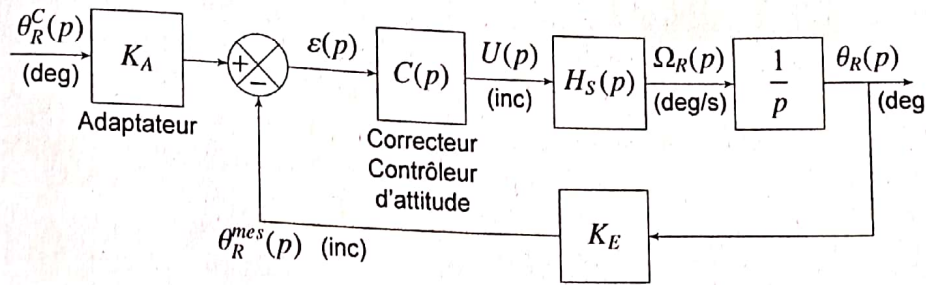 θ_R^C(p)
(deg)
K_A
Adaptateur
+
−
ε(p)
C(p)
Correcteur
Contrôleur
d'attitude
U(p)
(inc)
H_S(p)
Ω_R(p)
(deg/s)
1
p
θ_R(p)
(deg
K_E
θ_R^{mes}(p) (inc)